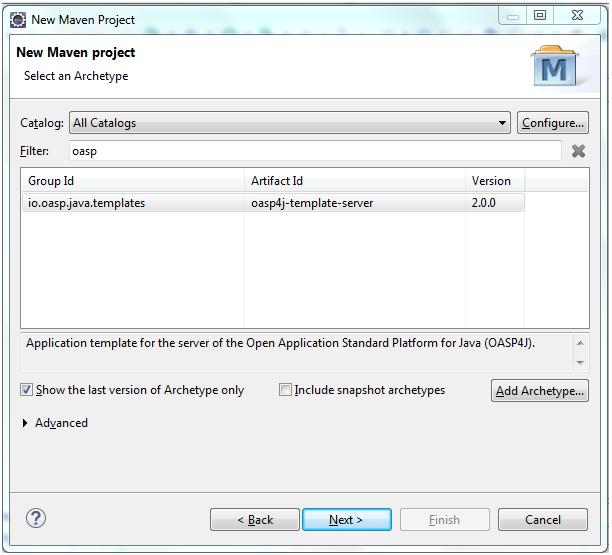 New Maven Project
New Maven project
Select an Archetype
M
Catalog: All Catalogs Configure...
Filter: oasp
Group Id Artifact Id Version
io.oasp.java.templates oasp4j-template-server 2.0.0
Application template for the server of the Open Application Standard Platform for Java (OASP4J).
Show the last version of Archetype only Include snapshot archetypes Add Archetype...
Advanced
? < Back Next > Finish Cancel